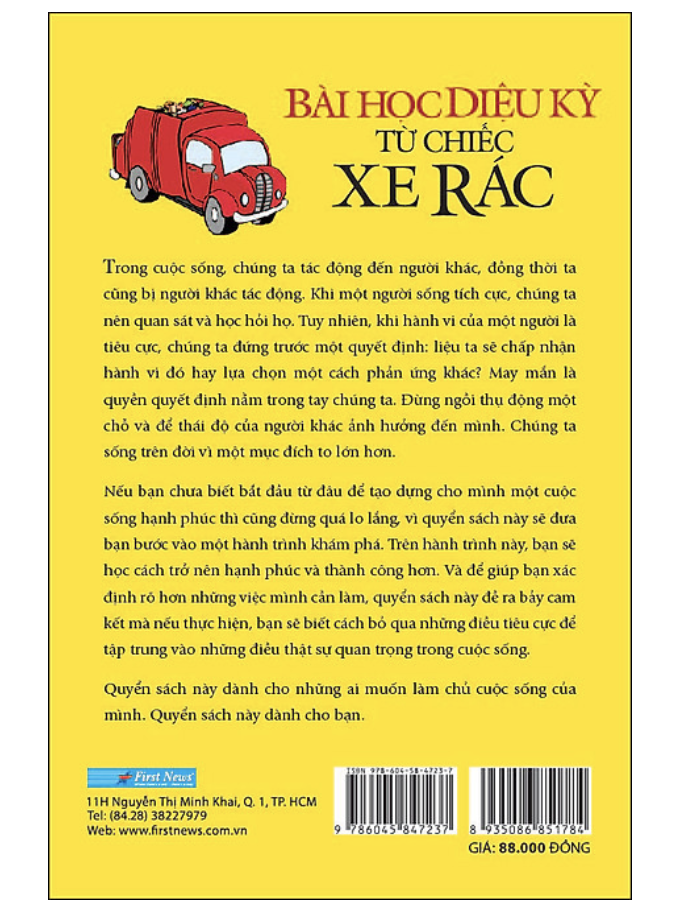 BÀI HỌC DIỆU KỲ
TỪ CHIẾC
XE RÁC
Trong cuộc sống, chúng ta tác động đến người khác, đồng thời ta
cũng bị người khác tác động. Khi một người sống tích cực, chúng ta
nên quan sát và học hỏi họ. Tuy nhiên, khi hành vi của một người là
tiêu cực, chúng ta đứng trước một quyết định: liệu ta sẽ chấp nhận
hành vi đó hay lựa chọn một cách phản ứng khác? May mắn là
quyền quyết định nằm trong tay chúng ta. Đừng ngồi thụ động một
chỗ và để thái độ của người khác ảnh hưởng đến mình. Chúng ta
sống trên đời vì một mục đích to lớn hơn.
Nếu bạn chưa biết bắt đầu từ đâu để tạo dựng cho mình một cuộc
sống hạnh phúc thì cũng đừng quá lo lắng, vì quyển sách này sẽ đưa
bạn bước vào một hành trình khám phá. Trên hành trình này, bạn sẽ
học cách trở nên hạnh phúc và thành công hơn. Và để giúp bạn xác
định rõ hơn những việc mình cần làm, quyển sách này đề ra bảy cam
kết mà nếu thực hiện, bạn sẽ biết cách bỏ qua những điều tiêu cực để
tập trung vào những điều thật sự quan trọng trong cuộc sống.
Quyển sách này dành cho những ai muốn làm chủ cuộc sống của
mình. Quyển sách này dành cho bạn.
First News
11H Nguyễn Thị Minh Khai, Q. 1, TP. HCM
Tel: (84.28) 38227979
Web: www.firstnews.com.vn
ISBN 978-604-58-4723-7
9 786045 847237
8 935086 851784
GIÁ: 88.000 ĐỒNG